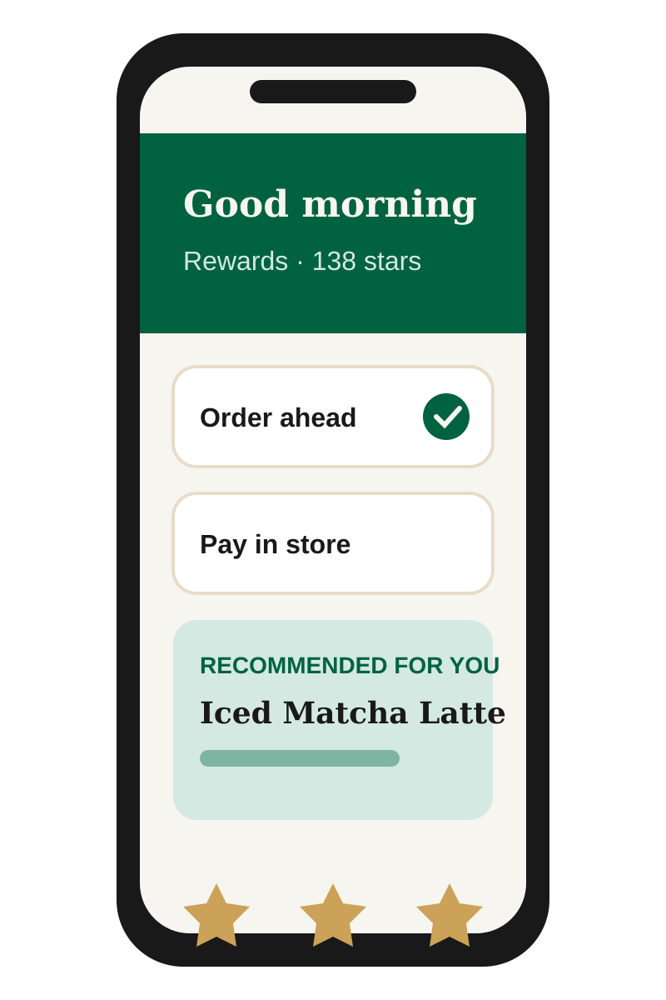 Good morning
Rewards · 138 stars
Order ahead
Pay in store
RECOMMENDED FOR YOU
Iced Matcha Latte